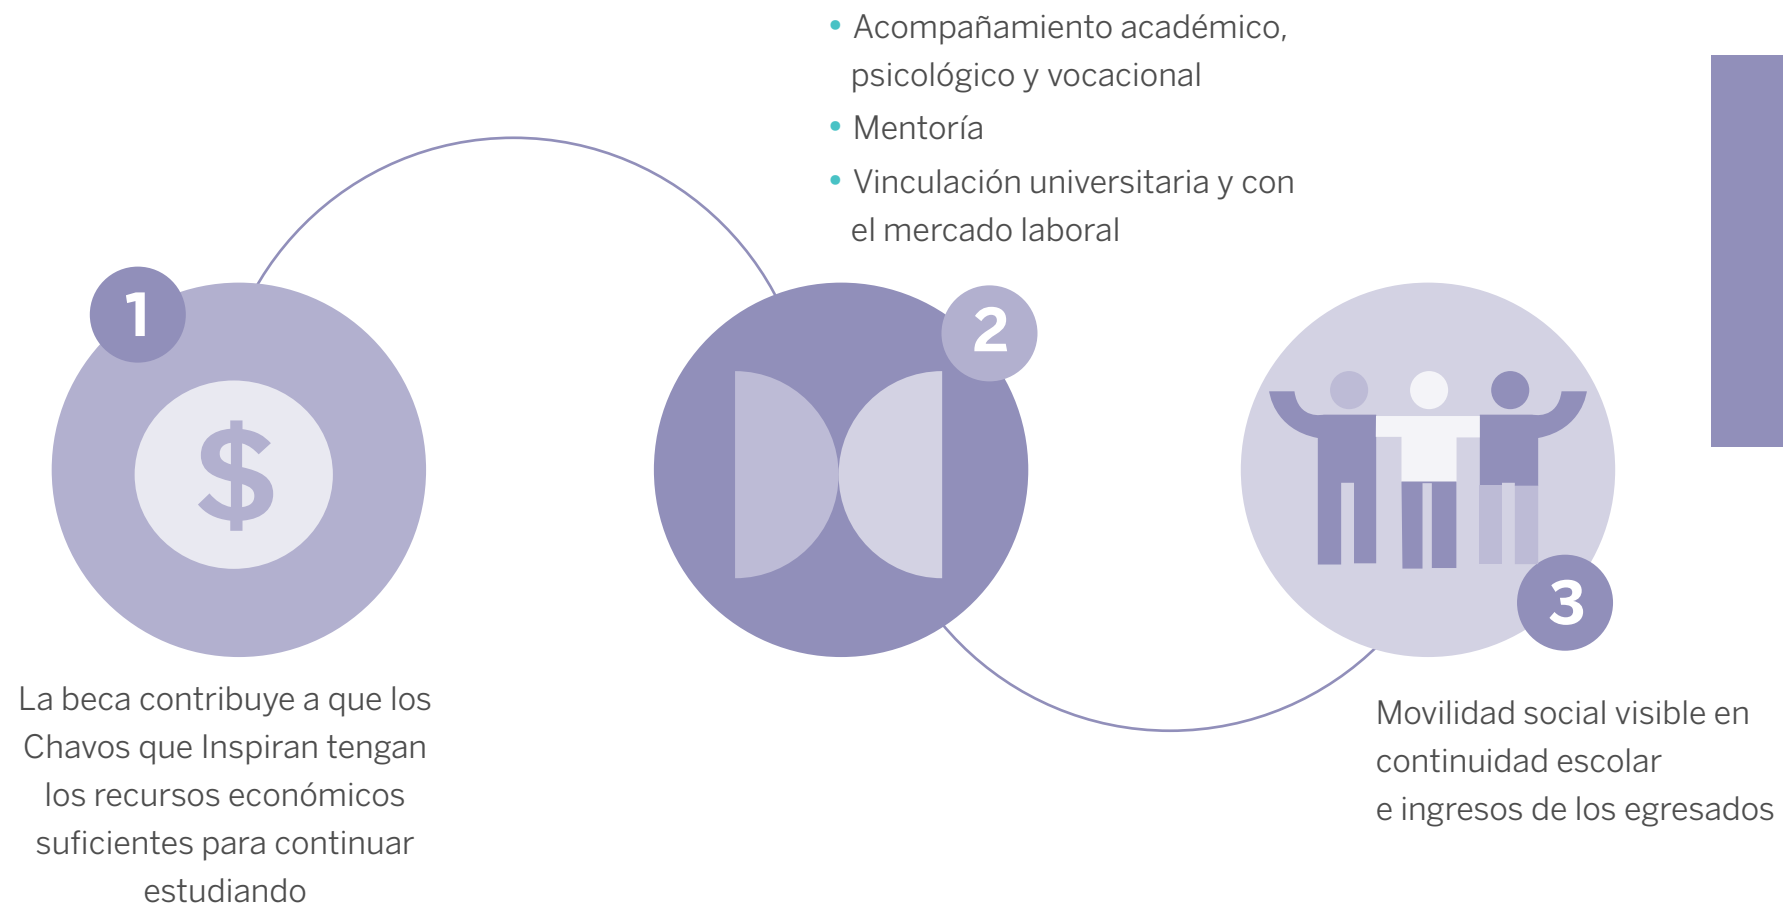 1
$
La beca contribuye a que los
Chavos que Inspiran tengan
los recursos económicos
suficientes para continuar
estudiando
• Acompañamiento académico,
psicológico y vocacional
• Mentoría
• Vinculación universitaria y con
el mercado laboral
2
3
Movilidad social visible en
continuidad escolar
e ingresos de los egresados